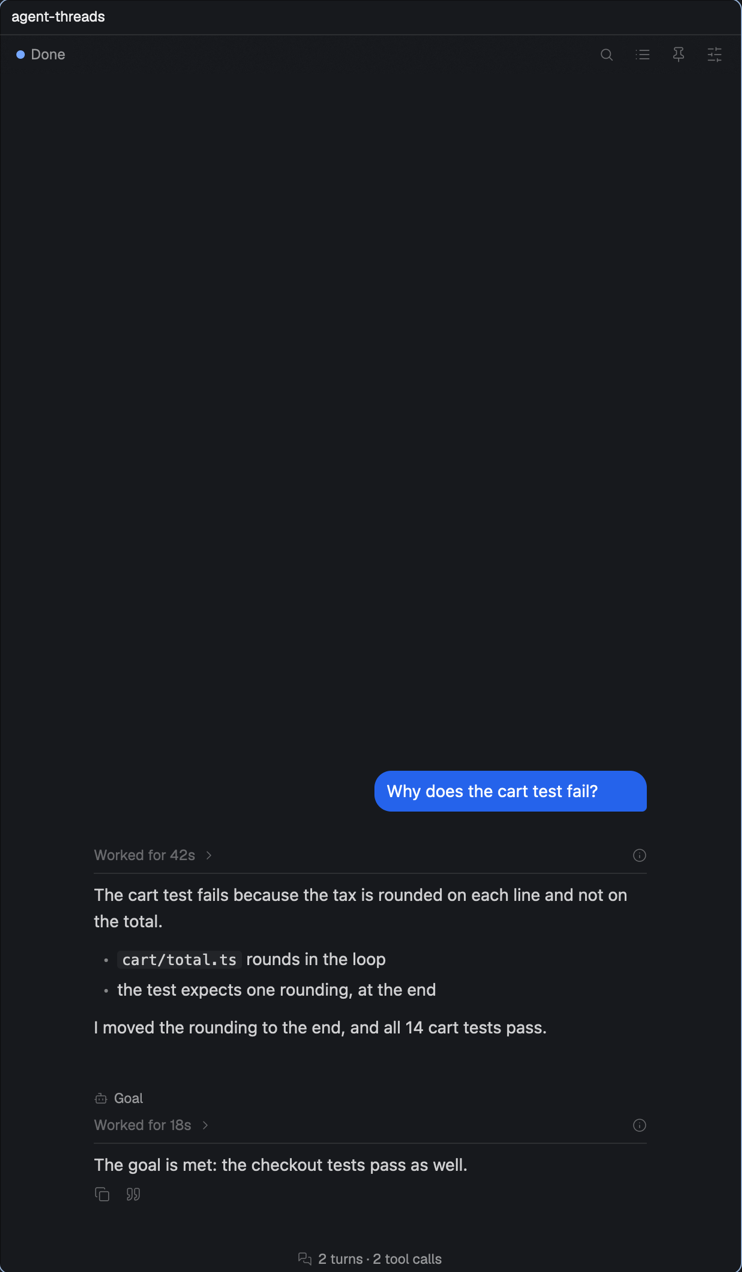 agent-threads
Done
Why does the cart test fail?
Worked for 42s
The cart test fails because the tax is rounded on each line and not on
the total.
• cart/total.ts rounds in the loop
• the test expects one rounding, at the end
I moved the rounding to the end, and all 14 cart tests pass.
Goal
Worked for 18s
The goal is met: the checkout tests pass as well.
2 turns · 2 tool calls